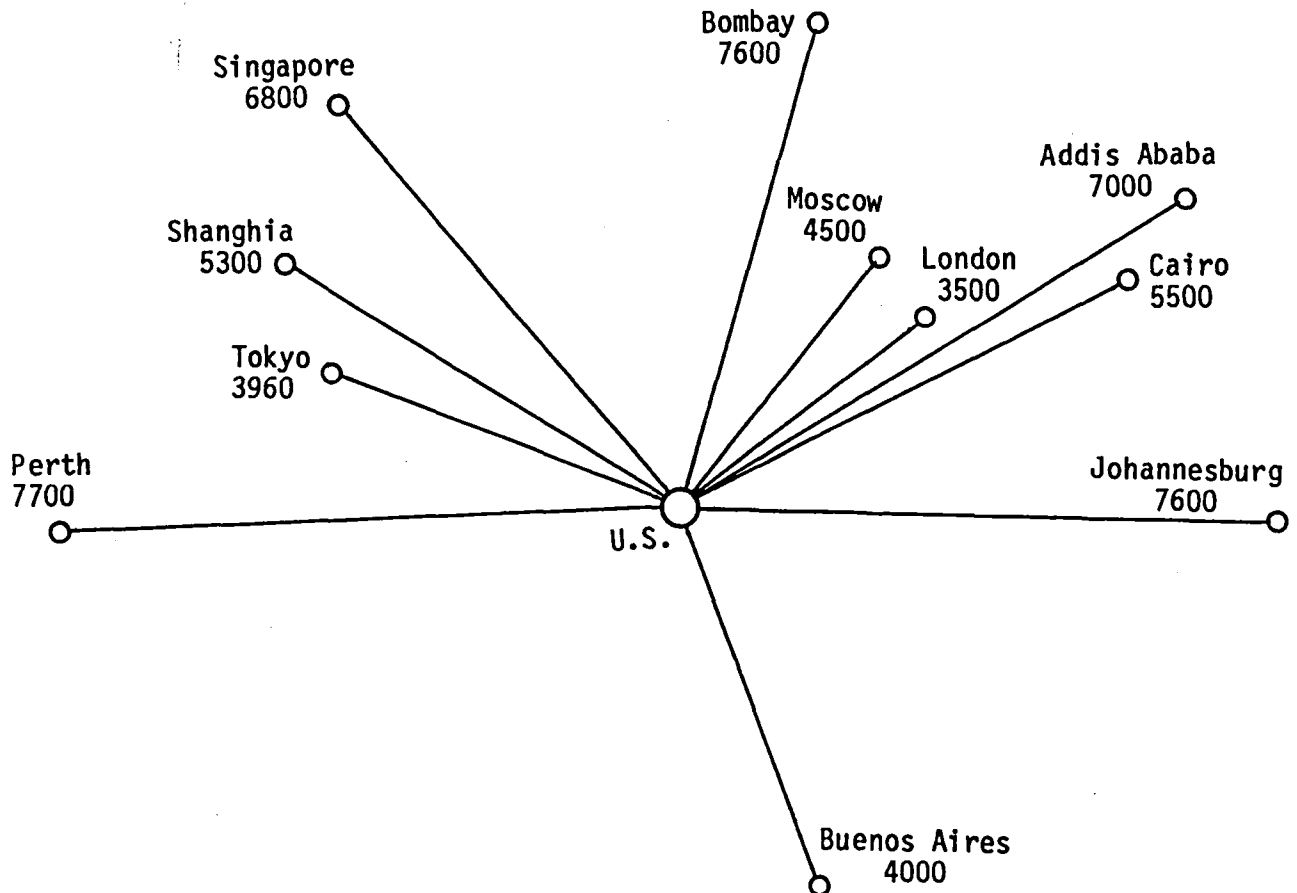 Bombay
7600
Singapore
6800
Addis Ababa
7000
Moscow
4500
Shanghia
5300
London
3500
Cairo
5500
Tokyo
3960
Perth
7700
Johannesburg
7600
U.S.
Buenos Aires
4000